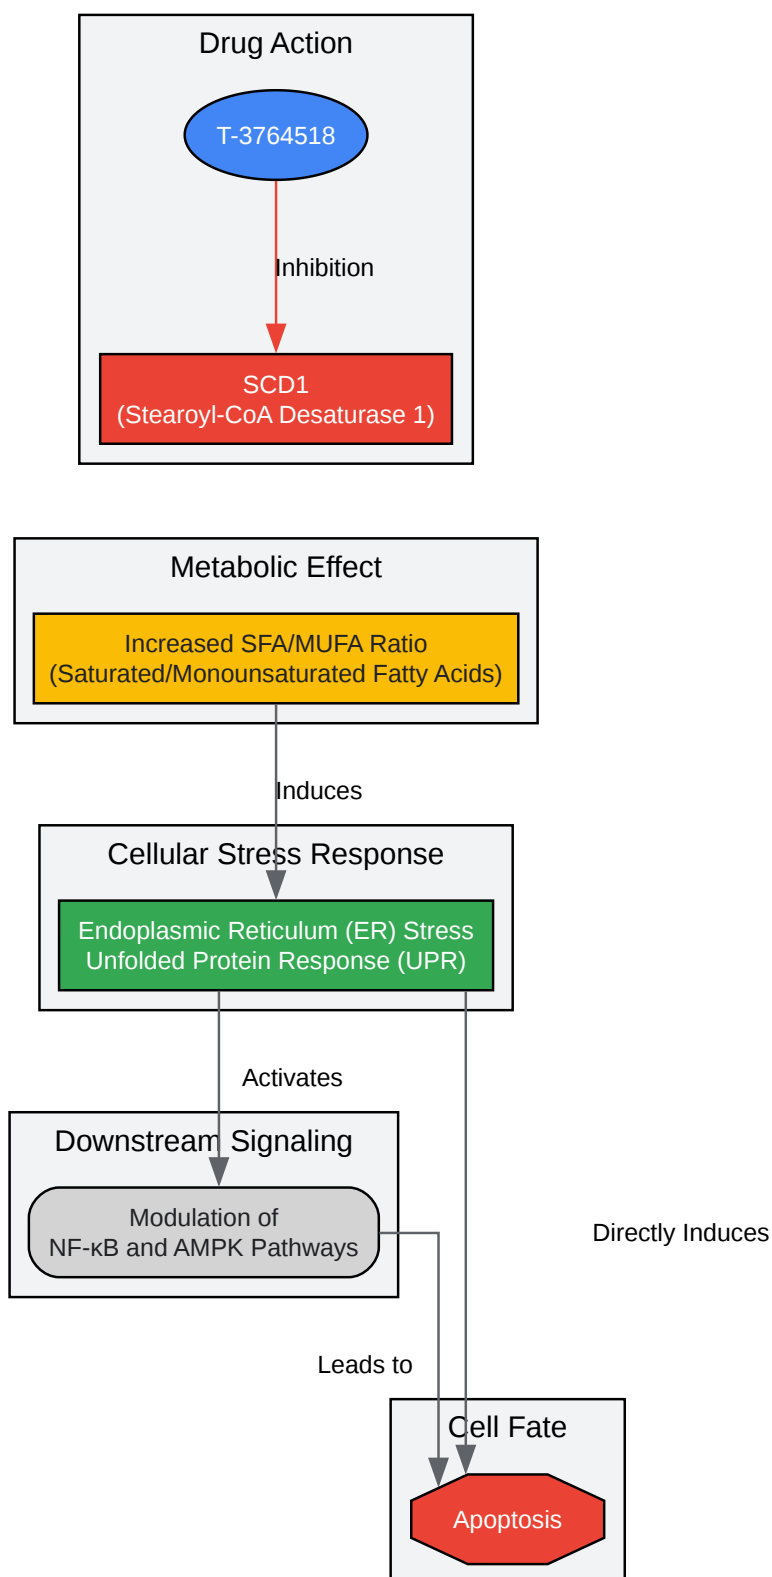 Drug Action
T-3764518
Inhibition
SCD1
(Stearoyl-CoA Desaturase 1)
Metabolic Effect
Increased SFA/MUFA Ratio
(Saturated/Monounsaturated Fatty Acids)
Induces
Cellular Stress Response
Endoplasmic Reticulum (ER) Stress
Unfolded Protein Response (UPR)
Activates
Downstream Signaling
Modulation of
NF-κB and AMPK Pathways
Directly Induces
Leads to
Cell Fate
Apoptosis